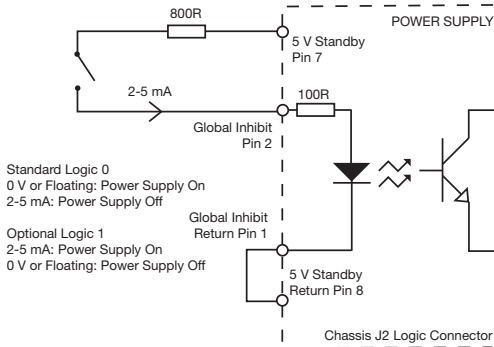 800R
POWER SUPPLY
5 V Standby
Pin 7
2-5 mA
100R
Global Inhibit
Pin 2
Standard Logic 0
0 V or Floating: Power Supply On
2-5 mA: Power Supply Off
Optional Logic 1
2-5 mA: Power Supply On
0 V or Floating: Power Supply Off
Global Inhibit
Return Pin 1
5 V Standby
Return Pin 8
Chassis J2 Logic Connector